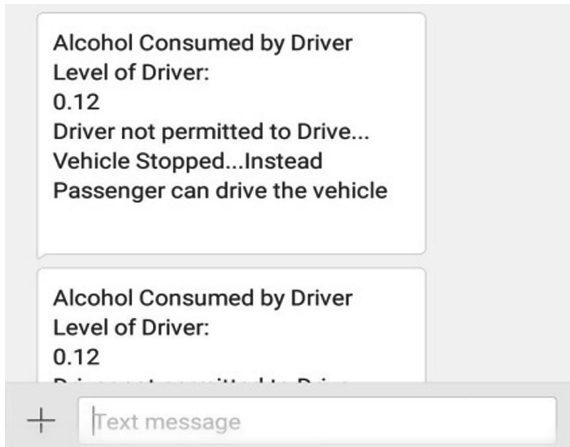 Alcohol Consumed by Driver
Level of Driver:
0.12
Driver not permitted to Drive...
Vehicle Stopped...Instead
Passenger can drive the vehicle
Alcohol Consumed by Driver
Level of Driver:
0.12
Text message